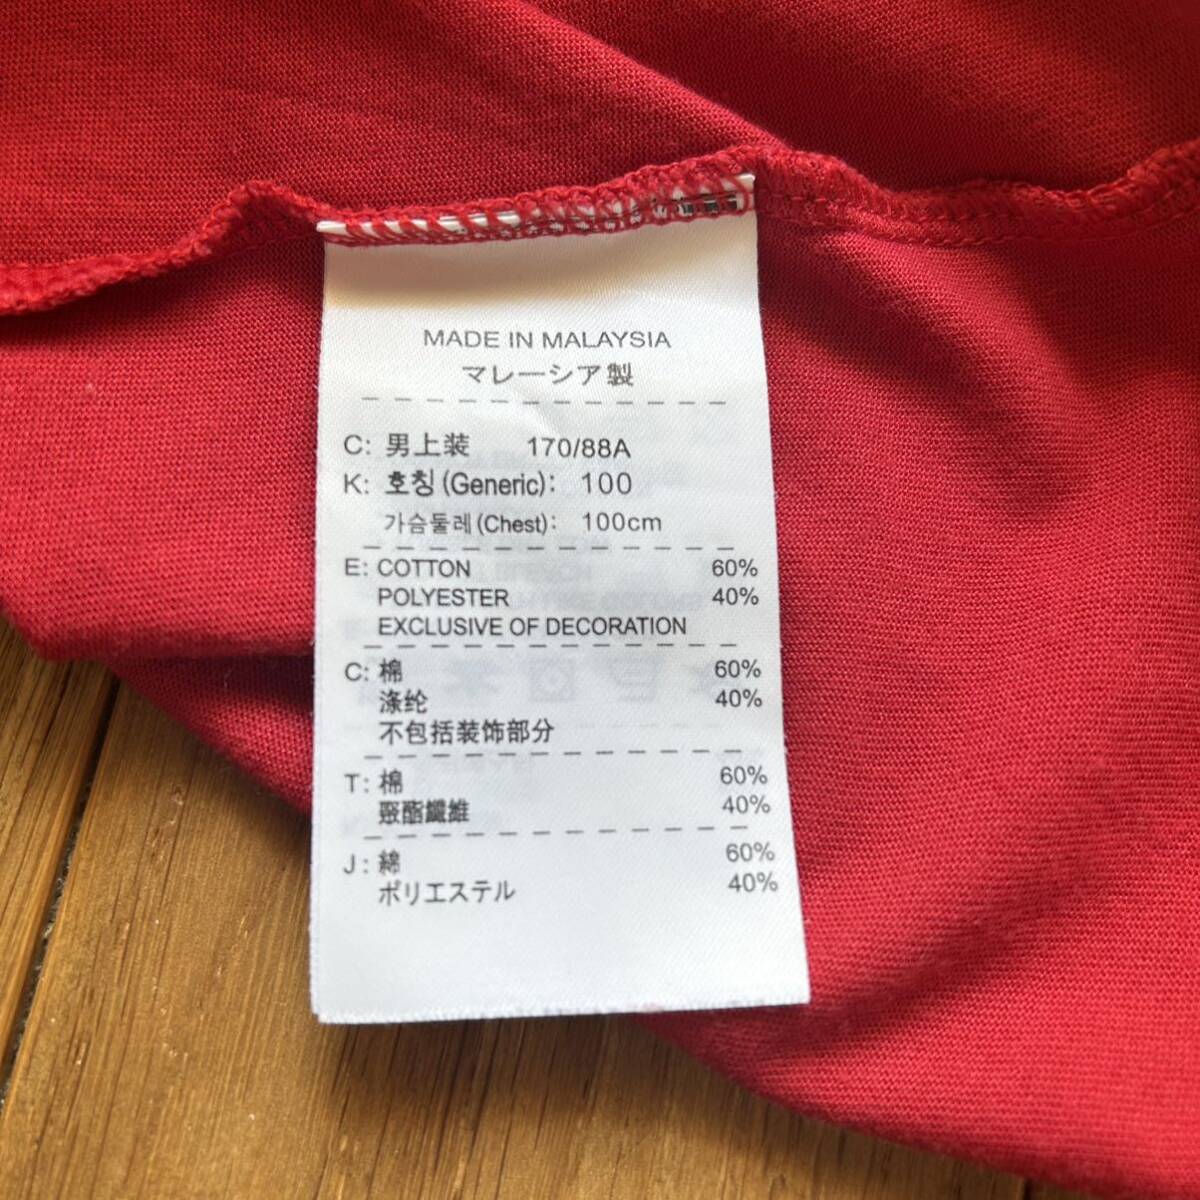 MADE IN MALAYSIA
マレーシア製
C: 男上装 170/88A
K: 호칭 (Generic): 100
가슴둘레 (Chest): 100cm
E: COTTON 60%
POLYESTER 40%
EXCLUSIVE OF DECORATION
C: 棉 60%
涤纶 40%
不包括装饰部分
T: 棉 60%
聚酯纖維 40%
J: 綿 60%
ポリエステル 40%